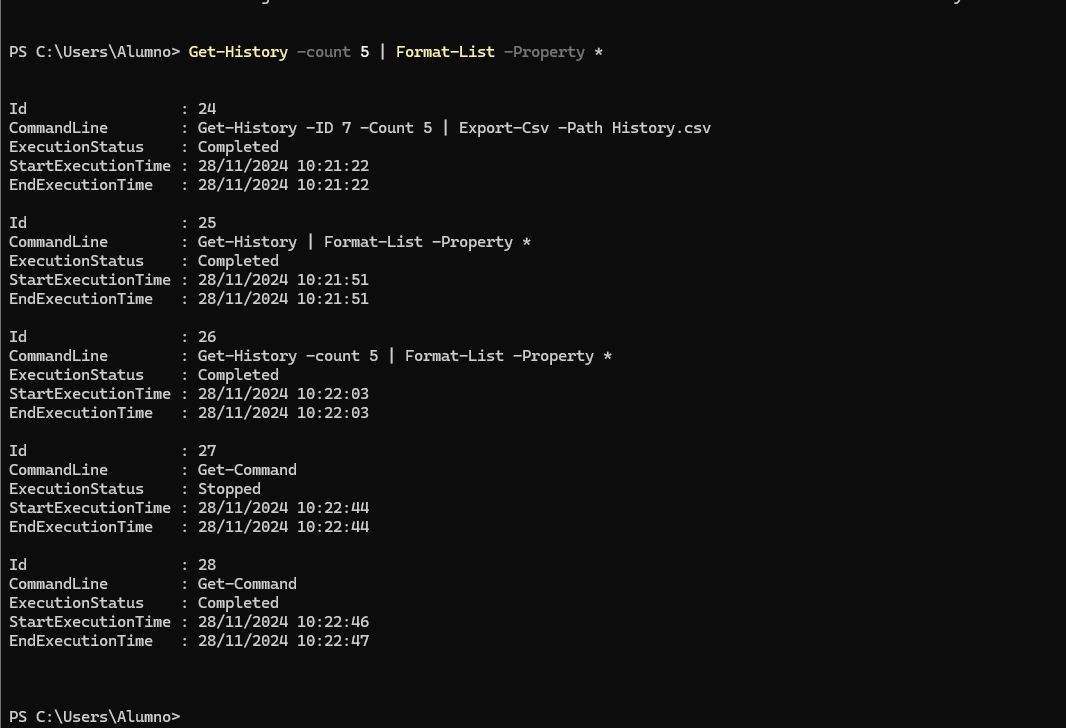 PS C:\Users\Alumno> Get-History -count 5 | Format-List -Property *
Id                 : 24
CommandLine        : Get-History -ID 7 -Count 5 | Export-Csv -Path History.csv
ExecutionStatus    : Completed
StartExecutionTime : 28/11/2024 10:21:22
EndExecutionTime   : 28/11/2024 10:21:22
Id                 : 25
CommandLine        : Get-History | Format-List -Property *
ExecutionStatus    : Completed
StartExecutionTime : 28/11/2024 10:21:51
EndExecutionTime   : 28/11/2024 10:21:51
Id                 : 26
CommandLine        : Get-History -count 5 | Format-List -Property *
ExecutionStatus    : Completed
StartExecutionTime : 28/11/2024 10:22:03
EndExecutionTime   : 28/11/2024 10:22:03
Id                 : 27
CommandLine        : Get-Command
ExecutionStatus    : Stopped
StartExecutionTime : 28/11/2024 10:22:44
EndExecutionTime   : 28/11/2024 10:22:44
Id                 : 28
CommandLine        : Get-Command
ExecutionStatus    : Completed
StartExecutionTime : 28/11/2024 10:22:46
EndExecutionTime   : 28/11/2024 10:22:47
PS C:\Users\Alumno>